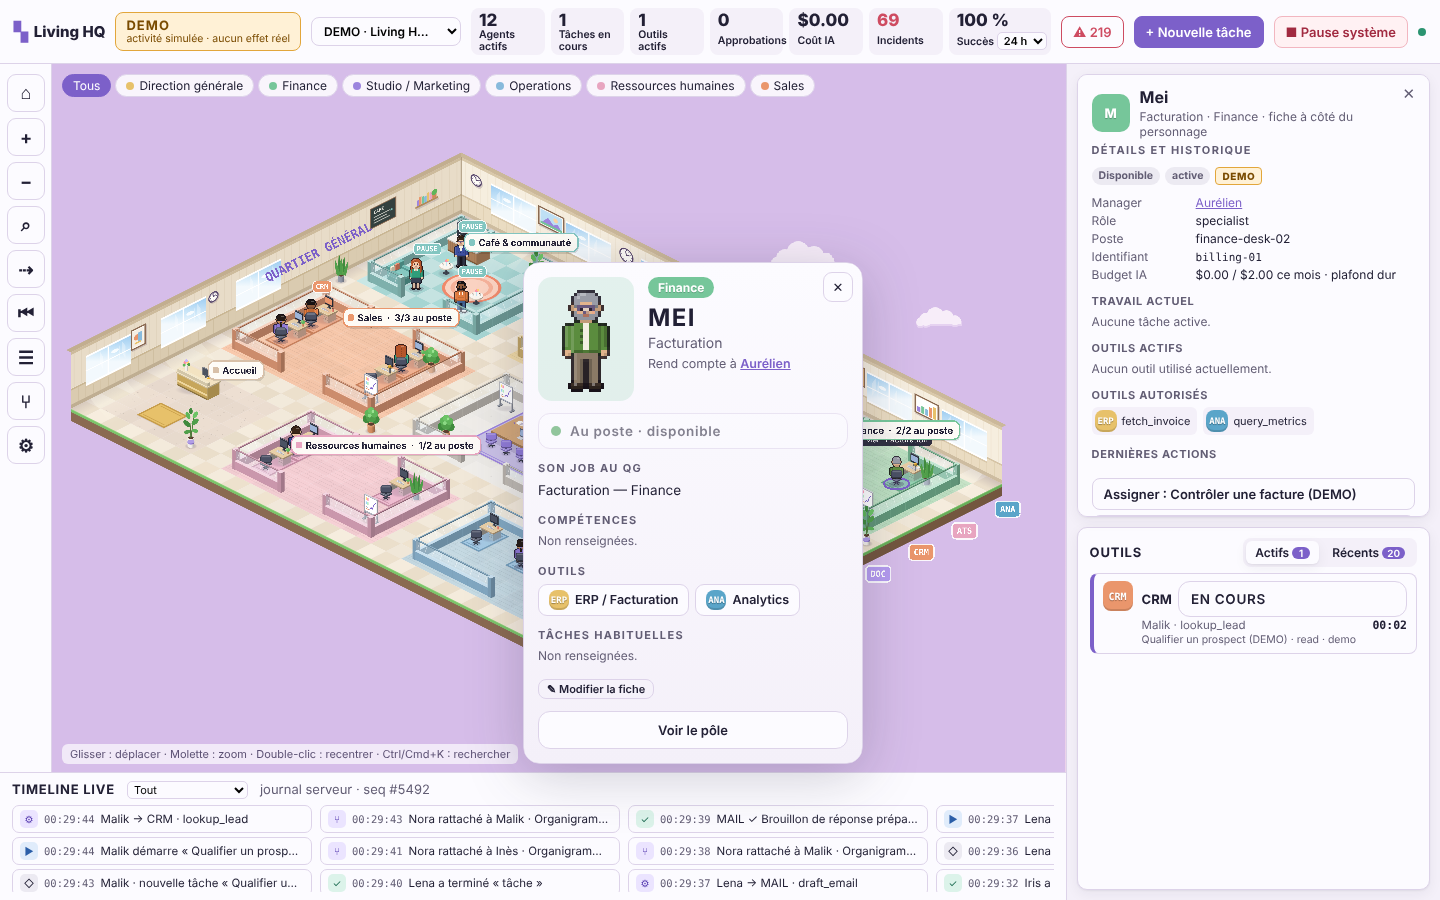 Living HQ
DEMO
activité simulée · aucun effet réel
DEMO · Living H...
12
Agents actifs
1
Tâches en cours
1
Outils actifs
0
Approbations
$0.00
Coût IA
69
Incidents
100 %
Succès 24 h
219
+ Nouvelle tâche
Pause système
Tous
Direction générale
Finance
Studio / Marketing
Operations
Ressources humaines
Sales
QUARTIER GÉNÉRAL
PAUSE
PAUSE
PAUSE
Café & communauté
CRM
Sales · 3/3 au poste
Accueil
Ressources humaines · 1/2 au poste
ance · 2/2 au poste
ANA
ATS
CRM
DOC
Finance
MEI
Facturation
Rend compte à Aurélien
Au poste · disponible
SON JOB AU QG
Facturation — Finance
COMPÉTENCES
Non renseignées.
OUTILS
ERP ERP / Facturation
ANA Analytics
TÂCHES HABITUELLES
Non renseignées.
✎ Modifier la fiche
Voir le pôle
Glisser : déplacer · Molette : zoom · Double-clic : recentrer · Ctrl/Cmd+K : rechercher
M
Mei
Facturation · Finance · fiche à côté du
personnage
DÉTAILS ET HISTORIQUE
Disponible active DEMO
Manager Aurélien
Rôle specialist
Poste finance-desk-02
Identifiant billing-01
Budget IA $0.00 / $2.00 ce mois · plafond dur
TRAVAIL ACTUEL
Aucune tâche active.
OUTILS ACTIFS
Aucun outil utilisé actuellement.
OUTILS AUTORISÉS
ERP fetch_invoice ANA query_metrics
DERNIÈRES ACTIONS
Assigner : Contrôler une facture (DEMO)
OUTILS
Actifs 1 Récents 20
CRM CRM EN COURS
Malik · lookup_lead 00:02
Qualifier un prospect (DEMO) · read · demo
TIMELINE LIVE Tout journal serveur · seq #5492
00:29:44 Malik → CRM · lookup_lead
00:29:43 Nora rattaché à Malik · Organigram...
00:29:39 MAIL ✓ Brouillon de réponse prépa...
00:29:37 Lena
00:29:44 Malik démarre « Qualifier un prosp...
00:29:41 Nora rattaché à Inès · Organigram...
00:29:38 Nora rattaché à Malik · Organigram...
00:29:36 Lena
00:29:43 Malik · nouvelle tâche « Qualifier u...
00:29:40 Lena a terminé « tâche »
00:29:37 Lena → MAIL · draft_email
00:29:32 Iris a